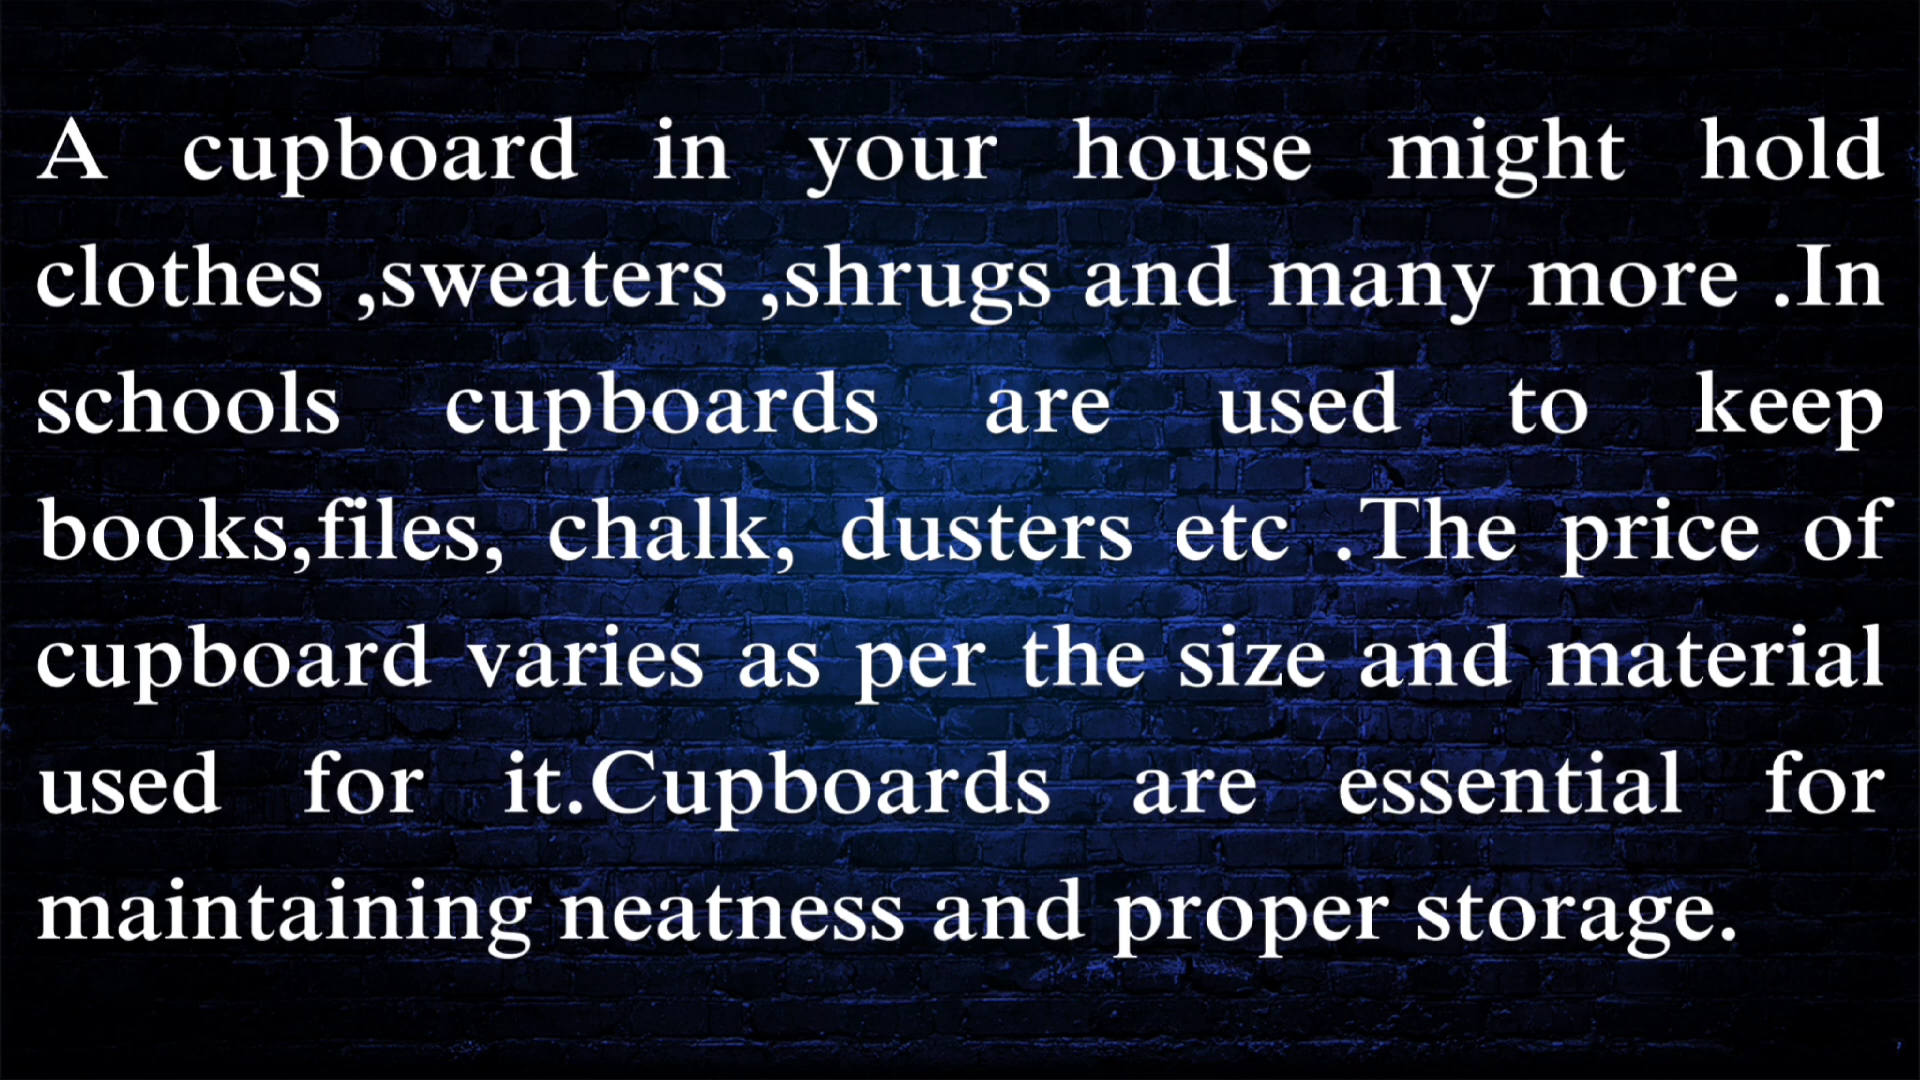 A cupboard in your house might hold
clothes ,sweaters ,shrugs and many more .In
schools cupboards are used to keep
books,files, chalk, dusters etc .The price of
cupboard varies as per the size and material
used for it.Cupboards are essential for
maintaining neatness and proper storage.